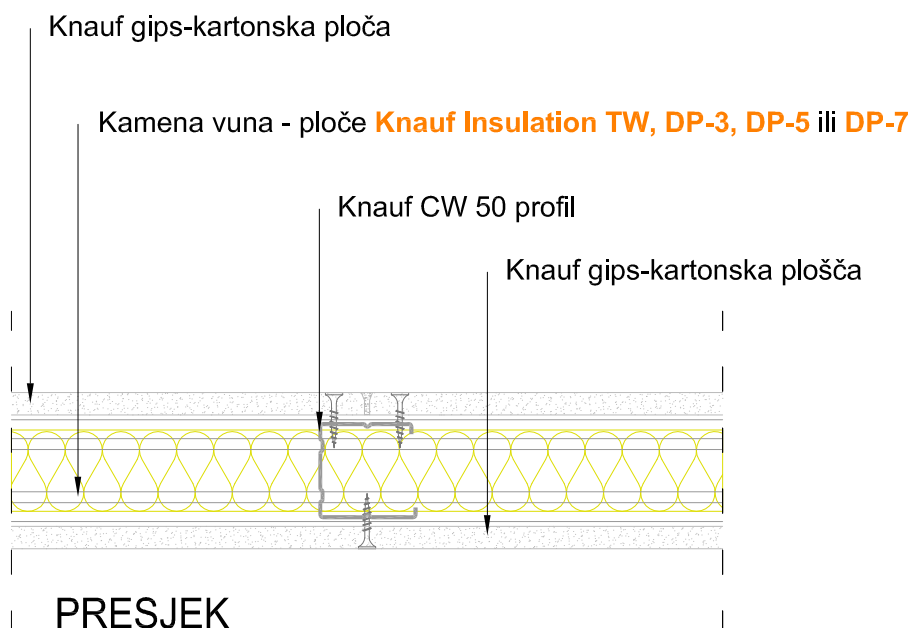 Knauf gips-kartonska ploča
Kamena vuna - ploče Knauf Insulation TW, DP-3, DP-5 ili DP-7
Knauf CW 50 profil
Knauf gips-kartonska plošča
PRESJEK